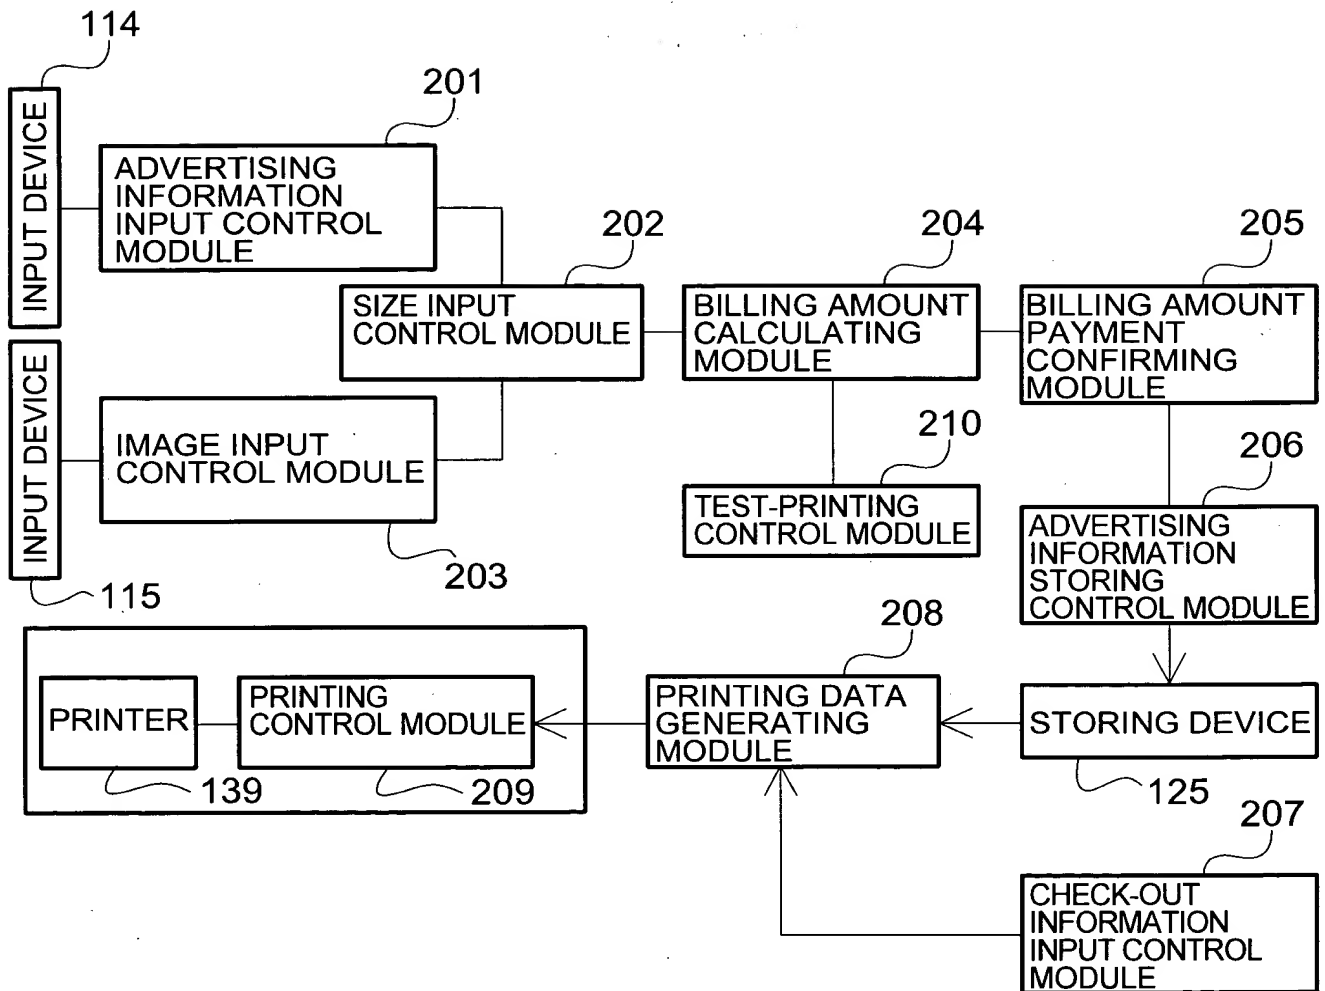 114
INPUT DEVICE
201
ADVERTISING
INFORMATION
INPUT CONTROL
MODULE
202
SIZE INPUT
CONTROL MODULE
204
BILLING AMOUNT
CALCULATING
MODULE
205
BILLING AMOUNT
PAYMENT
CONFIRMING
MODULE
INPUT DEVICE
115
IMAGE INPUT
CONTROL MODULE
203
210
TEST-PRINTING
CONTROL MODULE
206
ADVERTISING
INFORMATION
STORING
CONTROL MODULE
PRINTER
139
PRINTING
CONTROL MODULE
209
208
PRINTING DATA
GENERATING
MODULE
STORING DEVICE
125
207
CHECK-OUT
INFORMATION
INPUT CONTROL
MODULE